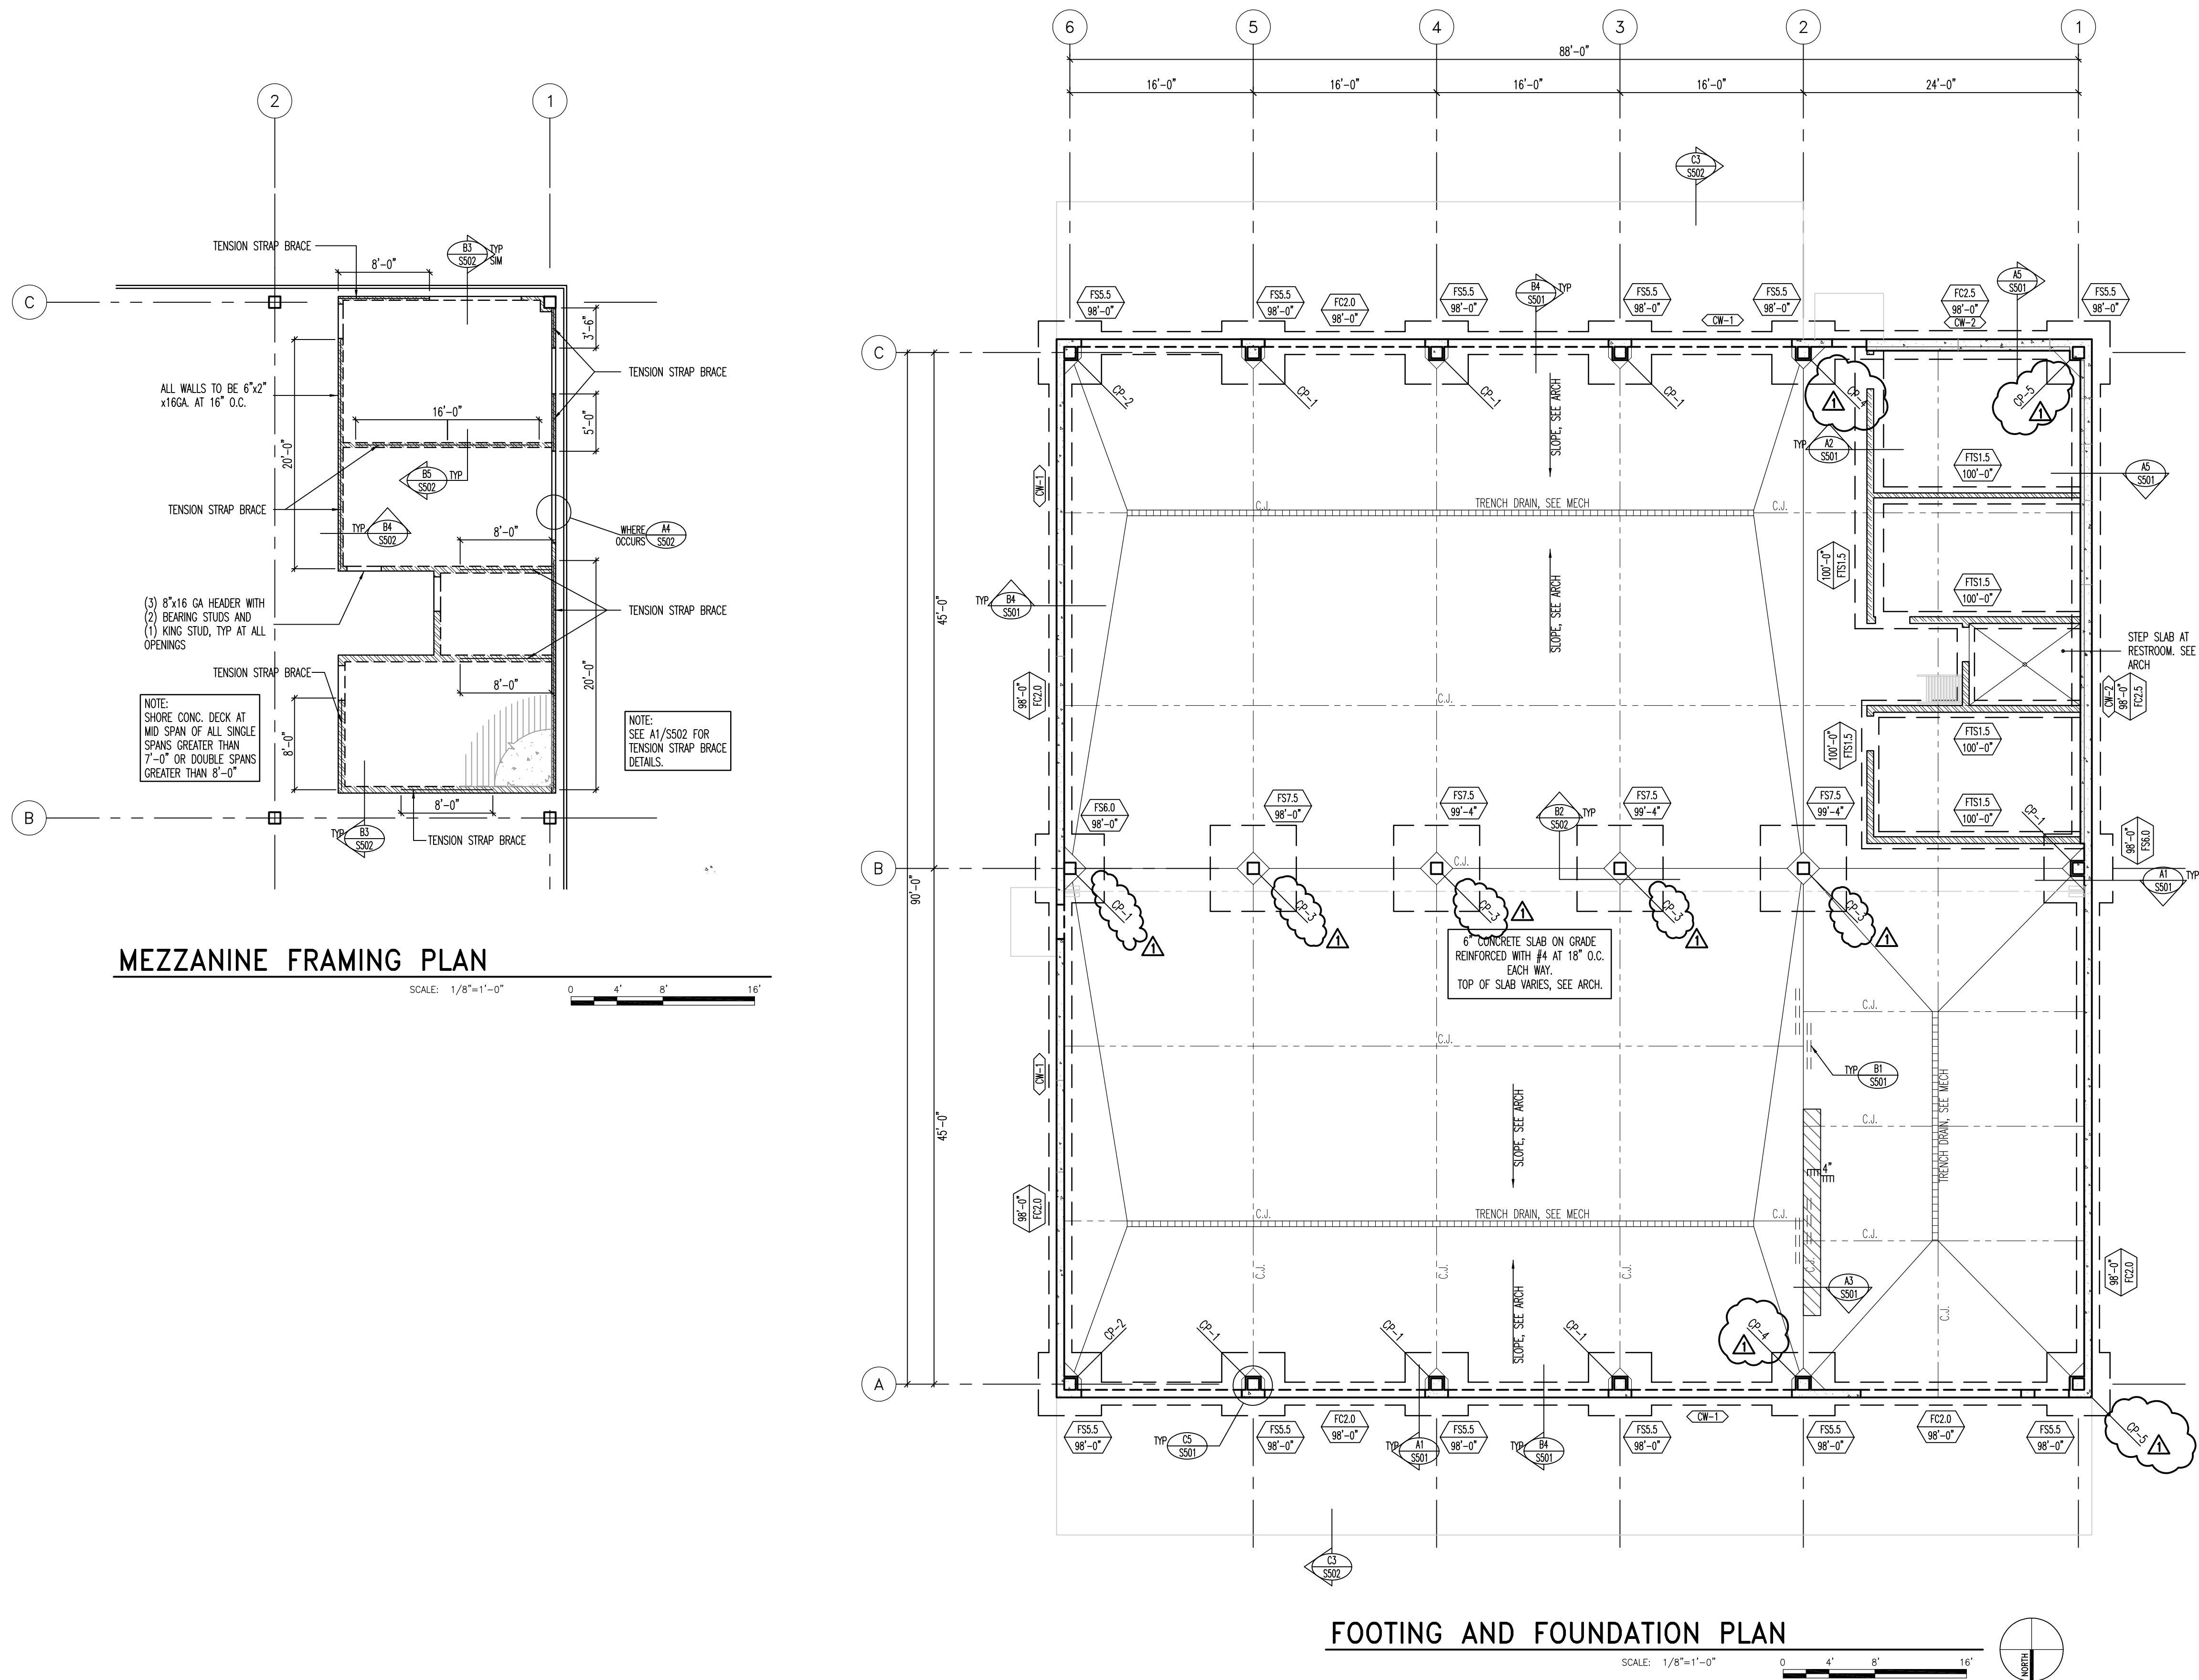 2
1
C
B
TENSION STRAP BRACE
8'-0"
B3
S502
TYP
SIM
3'-6"
TENSION STRAP BRACE
5'-0"
ALL WALLS TO BE 6"x2"
x16GA. AT 16" O.C.
16'-0"
20'-0"
B5
S502
TYP
TENSION STRAP BRACE
TYP
B4
S502
WHERE
OCCURS
A4
S502
8'-0"
(3) 8"x16 GA HEADER WITH
(2) BEARING STUDS AND
(1) KING STUD, TYP AT ALL
OPENINGS
TENSION STRAP BRACE
TENSION STRAP BRACE
8'-0"
20'-0"
8'-0"
NOTE:
SHORE CONC. DECK AT
MID SPAN OF ALL SINGLE
SPANS GREATER THAN
7'-0" OR DOUBLE SPANS
GREATER THAN 8'-0"
NOTE:
SEE A1/S502 FOR
TENSION STRAP BRACE
DETAILS.
8'-0"
TYP
B3
S502
TENSION STRAP BRACE
MEZZANINE FRAMING PLAN
SCALE: 1/8"=1'-0"
0 4' 8' 16'
6
5
4
3
2
1
88'-0"
16'-0"
16'-0"
16'-0"
16'-0"
24'-0"
C3
S502
FS5.5
98'-0"
FS5.5
98'-0"
FC2.0
98'-0"
FS5.5
98'-0"
B4
S501
TYP
FS5.5
98'-0"
CW-1
FS5.5
98'-0"
FC2.5
98'-0"
CW-2
A5
S501
FS5.5
98'-0"
C
CP-2
CP-1
CP-1
SLOPE, SEE ARCH
CP-1
CP-4
1
CP-5
1
TYP
A2
S501
FTS1.5
100'-0"
A5
S501
CW-1
C.J.
TRENCH DRAIN, SEE MECH
C.J.
C.J.
100'-0"
FTS1.5
FTS1.5
100'-0"
SLOPE, SEE ARCH
TYP
B4
S501
45'-0"
STEP SLAB AT
RESTROOM. SEE
ARCH
98'-0"
FC2.0
C.J.
CW-2
98'-0"
FC2.5
100'-0"
FTS1.5
FTS1.5
100'-0"
FS6.0
98'-0"
FS7.5
98'-0"
FS7.5
99'-4"
B2
S502
TYP
FS7.5
99'-4"
FS7.5
99'-4"
FTS1.5
100'-0"
CP-1
98'-0"
FS6.0
B
C.J.
90'-0"
CP-1
1
CP-3
1
CP-3
1
CP-3
1
CP-3
1
A1
S501
TYP
6" CONCRETE SLAB ON GRADE
REINFORCED WITH #4 AT 18" O.C.
EACH WAY.
TOP OF SLAB VARIES, SEE ARCH.
C.J.
C.J.
CW-1
TYP
B1
S501
45'-0"
SLOPE, SEE ARCH
C.J.
TRENCH DRAIN, SEE MECH
4"
98'-0"
FC2.0
C.J.
TRENCH DRAIN, SEE MECH
C.J.
C.J.
C.J.
C.J.
C.J.
C.J.
A3
S501
98'-0"
FC2.0
C.J.
SLOPE, SEE ARCH
CP-2
CP-1
CP-1
CP-1
CP-4
1
A
FS5.5
98'-0"
TYP
C5
S501
FS5.5
98'-0"
FC2.0
98'-0"
TYP
A1
S501
FS5.5
98'-0"
TYP
B4
S501
FS5.5
98'-0"
CW-1
FS5.5
98'-0"
FC2.0
98'-0"
FS5.5
98'-0"
CP-5
1
C3
S502
FOOTING AND FOUNDATION PLAN
SCALE: 1/8"=1'-0"
0 4' 8' 16'
NORTH